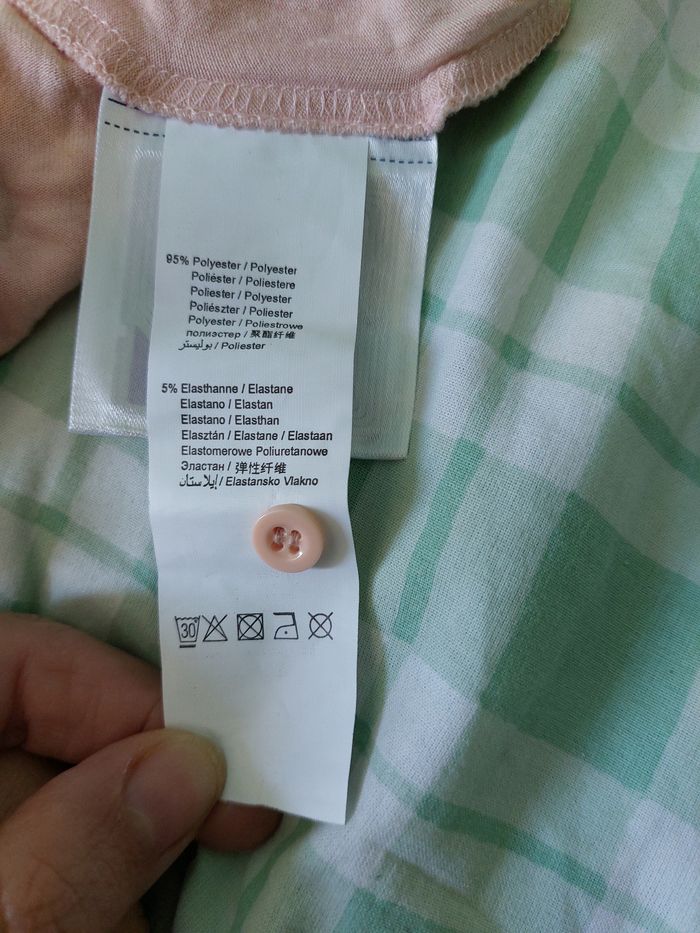 95% Polyester / Polyester
Poliéster / Poliestere
Poliester / Polyester
Poliészter / Poliester
Polyester / Poliestrowe
полиэстер / 聚酯纤维
بوليستر / Poliester
5% Elasthanne / Elastane
Elastano / Elastan
Elastano / Elasthan
Elasztán / Elastane / Elastaan
Elastomerowe Poliuretanowe
Эластан / 弹性纤维
إيلاستان / Elastansko Vlakno
30